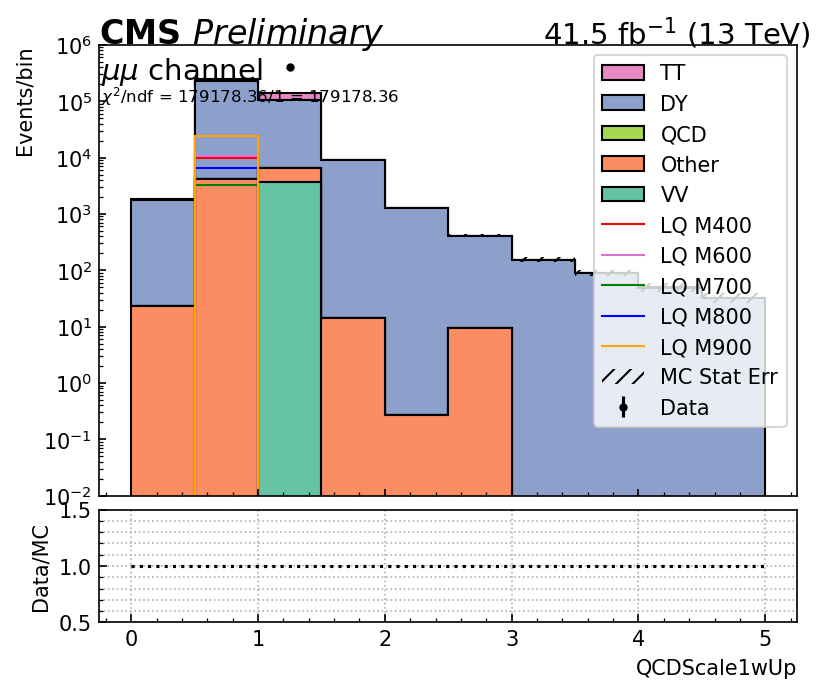 CMS Preliminary 41.5 fb⁻¹ (13 TeV)
μμ channel
χ²/ndf = 179178.36/1 = 179178.36
Events/bin
10⁶
10⁵
10⁴
10³
10²
10¹
10⁰
10⁻¹
10⁻²
TT
DY
QCD
Other
VV
LQ M400
LQ M600
LQ M700
LQ M800
LQ M900
MC Stat Err
Data
Data/MC
1.5
1.0
0.5
0 1 2 3 4 5
QCDScale1wUp